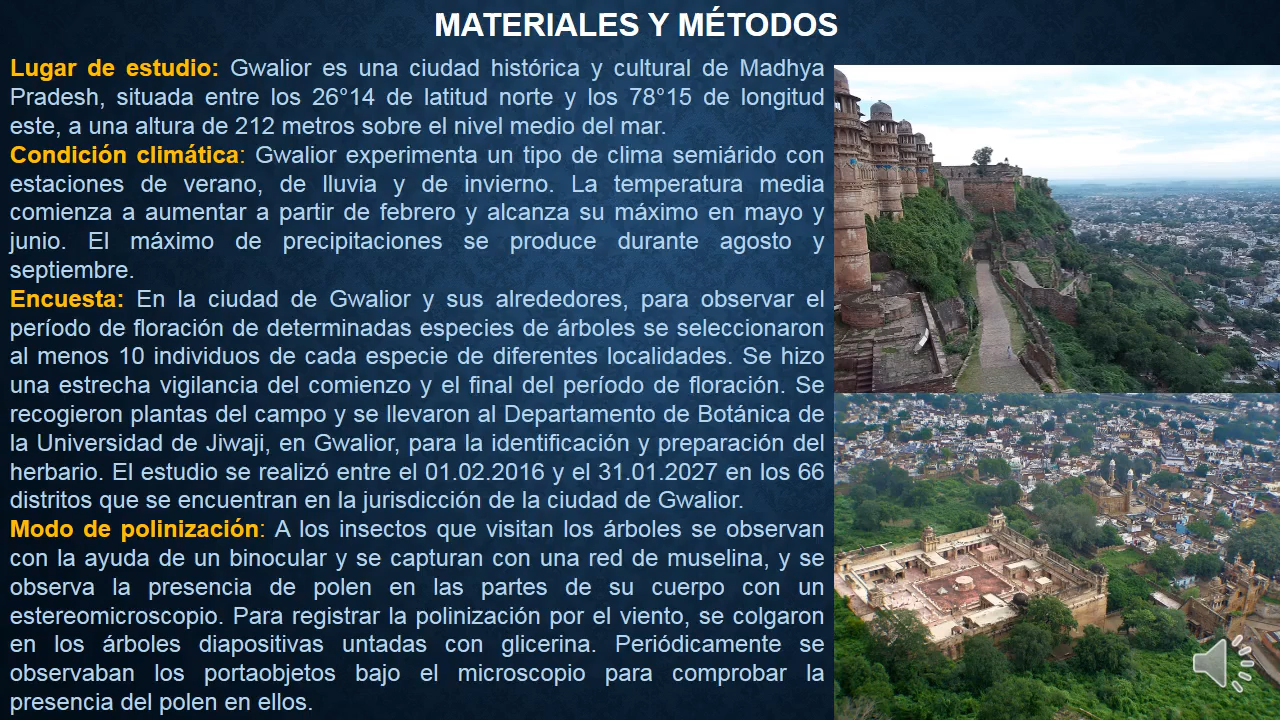 MATERIALES Y MÉTODOS
Lugar de estudio: Gwalior es una ciudad histórica y cultural de Madhya
Pradesh, situada entre los 26°14 de latitud norte y los 78°15 de longitud
este, a una altura de 212 metros sobre el nivel medio del mar.
Condición climática: Gwalior experimenta un tipo de clima semiárido con
estaciones de verano, de lluvia y de invierno. La temperatura media
comienza a aumentar a partir de febrero y alcanza su máximo en mayo y
junio. El máximo de precipitaciones se produce durante agosto y
septiembre.
Encuesta: En la ciudad de Gwalior y sus alrededores, para observar el
período de floración de determinadas especies de árboles se seleccionaron
al menos 10 individuos de cada especie de diferentes localidades. Se hizo
una estrecha vigilancia del comienzo y el final del período de floración. Se
recogieron plantas del campo y se llevaron al Departamento de Botánica de
la Universidad de Jiwaji, en Gwalior, para la identificación y preparación del
herbario. El estudio se realizó entre el 01.02.2016 y el 31.01.2027 en los 66
distritos que se encuentran en la jurisdicción de la ciudad de Gwalior.
Modo de polinización: A los insectos que visitan los árboles se observan
con la ayuda de un binocular y se capturan con una red de muselina, y se
observa la presencia de polen en las partes de su cuerpo con un
estereomicroscopio. Para registrar la polinización por el viento, se colgaron
en los árboles diapositivas untadas con glicerina. Periódicamente se
observaban los portaobjetos bajo el microscopio para comprobar la
presencia del polen en ellos.